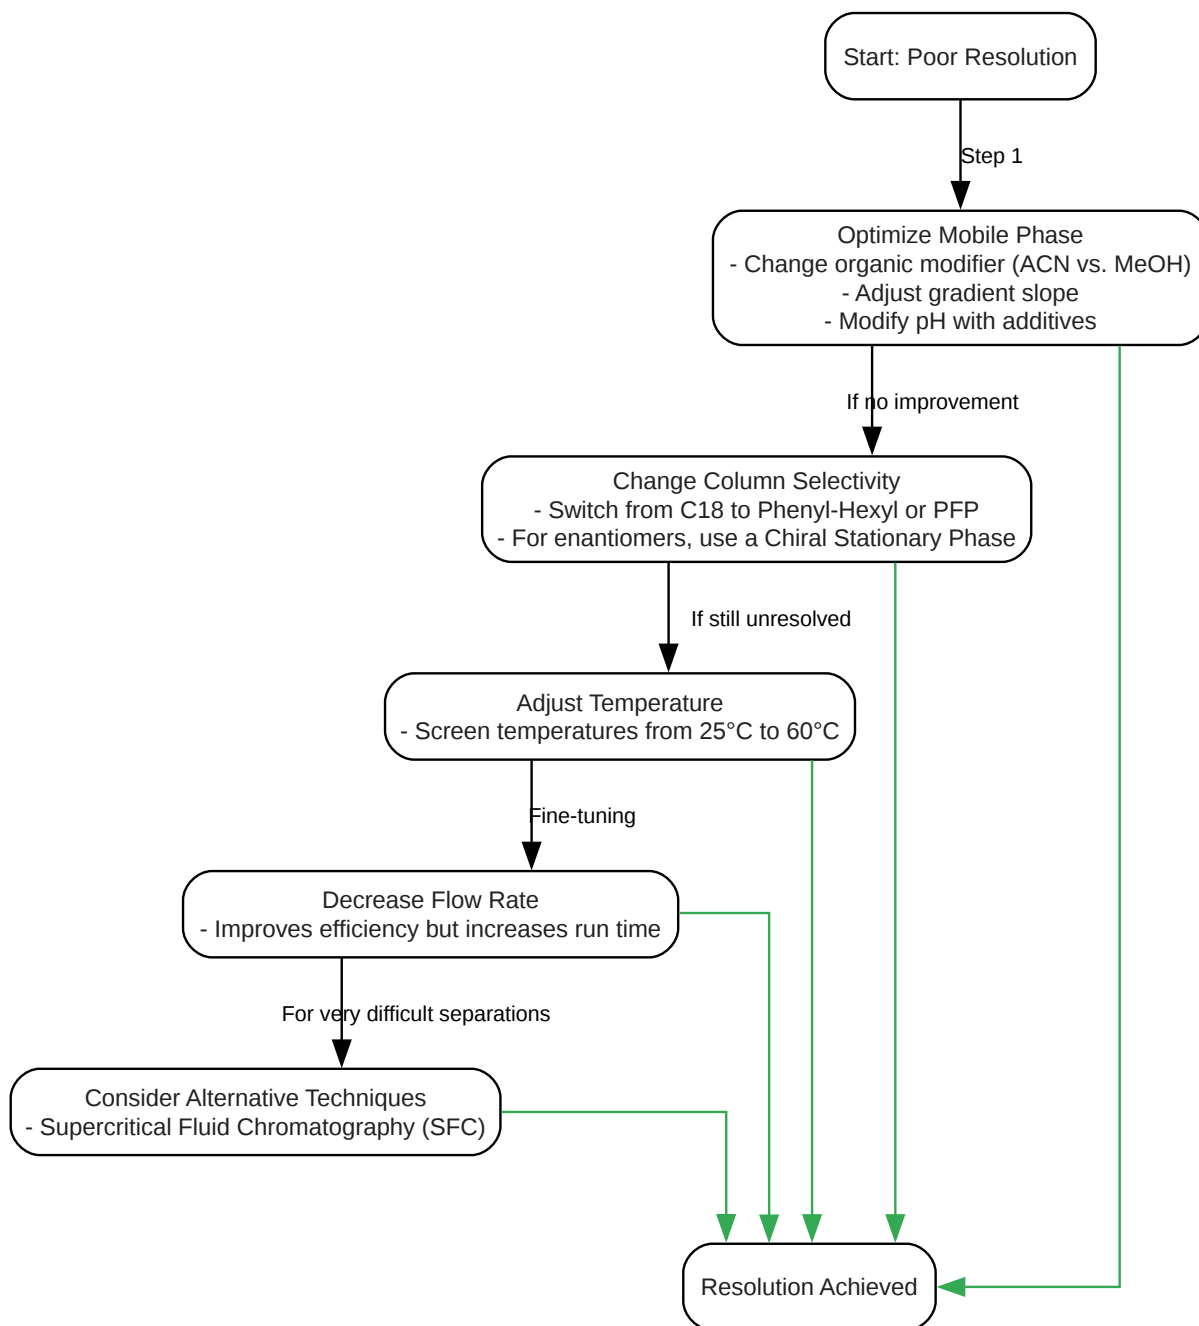 Start: Poor Resolution
Step 1
Optimize Mobile Phase
- Change organic modifier (ACN vs. MeOH)
- Adjust gradient slope
- Modify pH with additives
If no improvement
Change Column Selectivity
- Switch from C18 to Phenyl-Hexyl or PFP
- For enantiomers, use a Chiral Stationary Phase
If still unresolved
Adjust Temperature
- Screen temperatures from 25°C to 60°C
Fine-tuning
Decrease Flow Rate
- Improves efficiency but increases run time
For very difficult separations
Consider Alternative Techniques
- Supercritical Fluid Chromatography (SFC)
Resolution Achieved